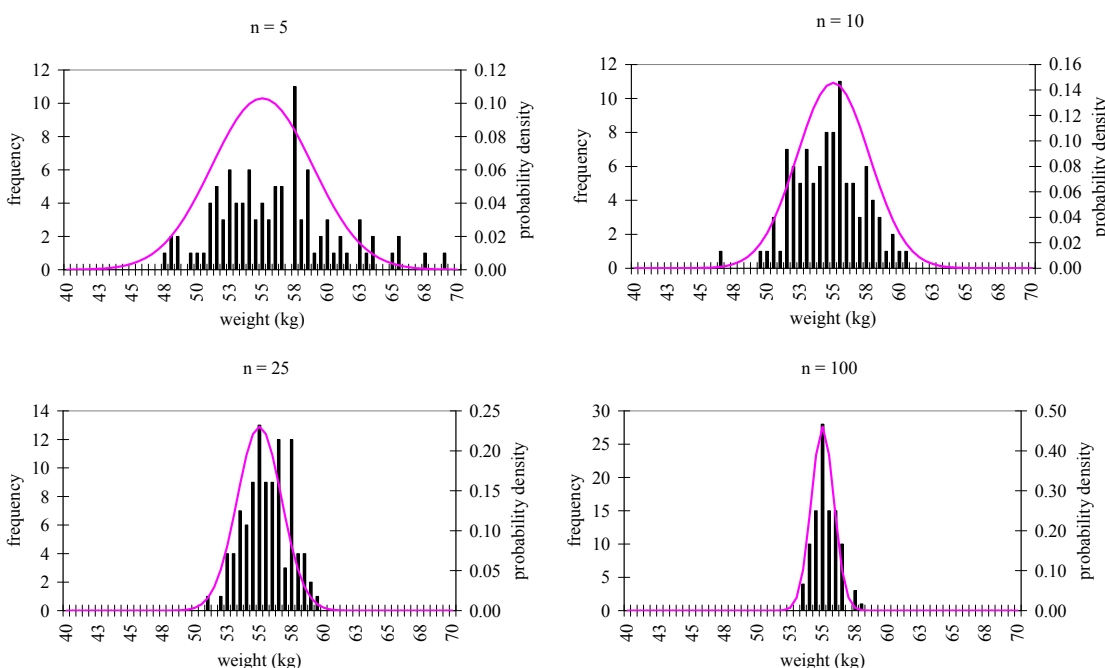 n = 5
12
10
8
6
4
2
0
frequency
0.12
0.10
0.08
0.06
0.04
0.02
0.00
probability density
40 43 45 48 50 53 55 58 60 63 65 68 70
weight (kg)
n = 10
12
10
8
6
4
2
0
frequency
0.16
0.14
0.12
0.10
0.08
0.06
0.04
0.02
0.00
probability density
40 43 45 48 50 53 55 58 60 63 65 68 70
weight (kg)
n = 25
14
12
10
8
6
4
2
0
frequency
0.25
0.20
0.15
0.10
0.05
0.00
probability density
40 43 45 48 50 53 55 58 60 63 65 68 70
weight (kg)
n = 100
30
25
20
15
10
5
0
frequency
0.50
0.40
0.30
0.20
0.10
0.00
probability density
40 43 45 48 50 53 55 58 60 63 65 68 70
weight (kg)